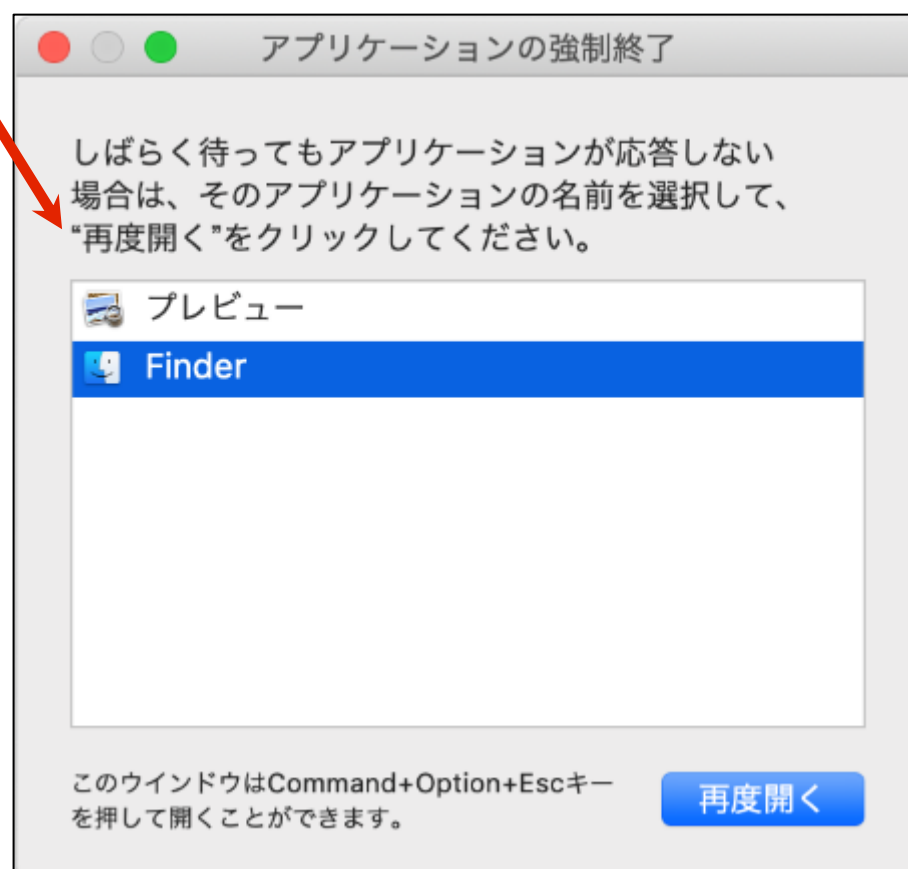 アプリケーションの強制終了
しばらく待ってもアプリケーションが応答しない
場合は、そのアプリケーションの名前を選択して、
“再度開く”をクリックしてください。
プレビュー
Finder
このウインドウはCommand+Option+Escキー
を押して開くことができます。
再度開く